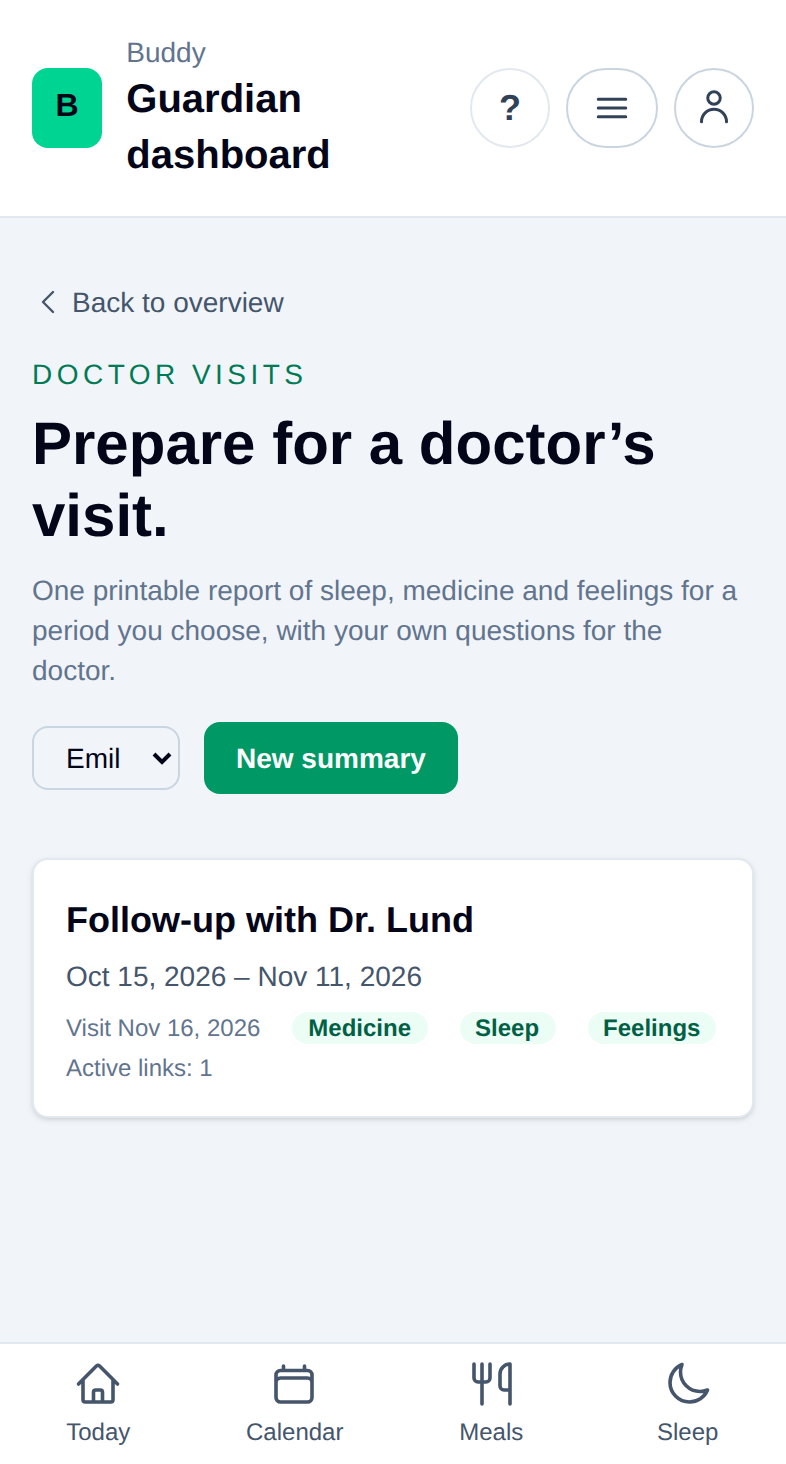 Buddy
B
Guardian
dashboard
?
Back to overview
DOCTOR VISITS
Prepare for a doctor’s
visit.
One printable report of sleep, medicine and feelings for a
period you choose, with your own questions for the
doctor.
Emil
New summary
Follow-up with Dr. Lund
Oct 15, 2026 – Nov 11, 2026
Visit Nov 16, 2026 Medicine Sleep Feelings
Active links: 1
Today Calendar Meals Sleep